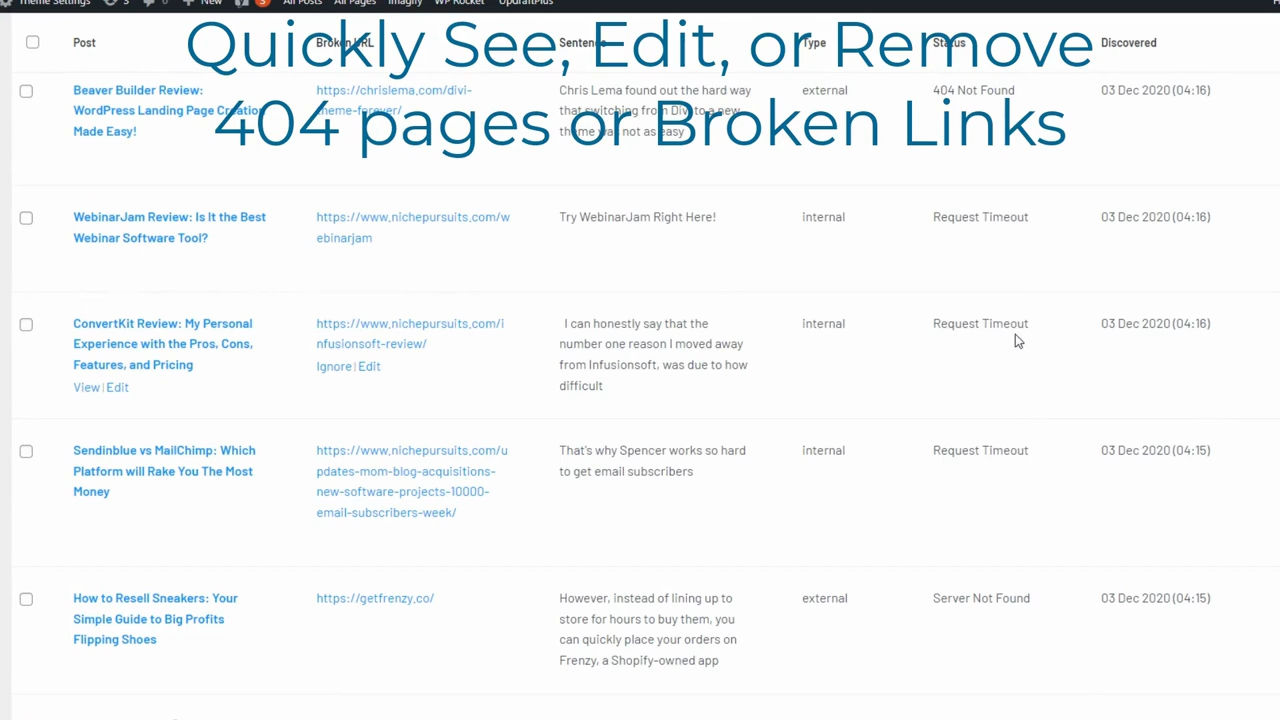 Theme Settings 3 0 New 3 All Posts All Pages Imagify WP Rocket UpdraftPlus
Quickly See, Edit, or Remove
404 pages or Broken Links
Post Broken URL Sentence Type Status Discovered
Beaver Builder Review:
WordPress Landing Page Creation
Made Easy!
https://chrislema.com/divi-
theme-forever/
Chris Lema found out the hard way
that switching from Divi to a new
theme was not as easy
external
404 Not Found
03 Dec 2020 (04:16)
WebinarJam Review: Is It the Best
Webinar Software Tool?
https://www.nichepursuits.com/w
ebinarjam
Try WebinarJam Right Here!
internal
Request Timeout
03 Dec 2020 (04:16)
ConvertKit Review: My Personal
Experience with the Pros, Cons,
Features, and Pricing
View | Edit
https://www.nichepursuits.com/i
nfusionsoft-review/
Ignore | Edit
I can honestly say that the
number one reason I moved away
from Infusionsoft, was due to how
difficult
internal
Request Timeout
03 Dec 2020 (04:16)
Sendinblue vs MailChimp: Which
Platform will Rake You The Most
Money
https://www.nichepursuits.com/u
pdates-mom-blog-acquisitions-
new-software-projects-10000-
email-subscribers-week/
That's why Spencer works so hard
to get email subscribers
internal
Request Timeout
03 Dec 2020 (04:15)
How to Resell Sneakers: Your
Simple Guide to Big Profits
Flipping Shoes
https://getfrenzy.co/
However, instead of lining up to
store for hours to buy them, you
can quickly place your orders on
Frenzy, a Shopify-owned app
external
Server Not Found
03 Dec 2020 (04:15)